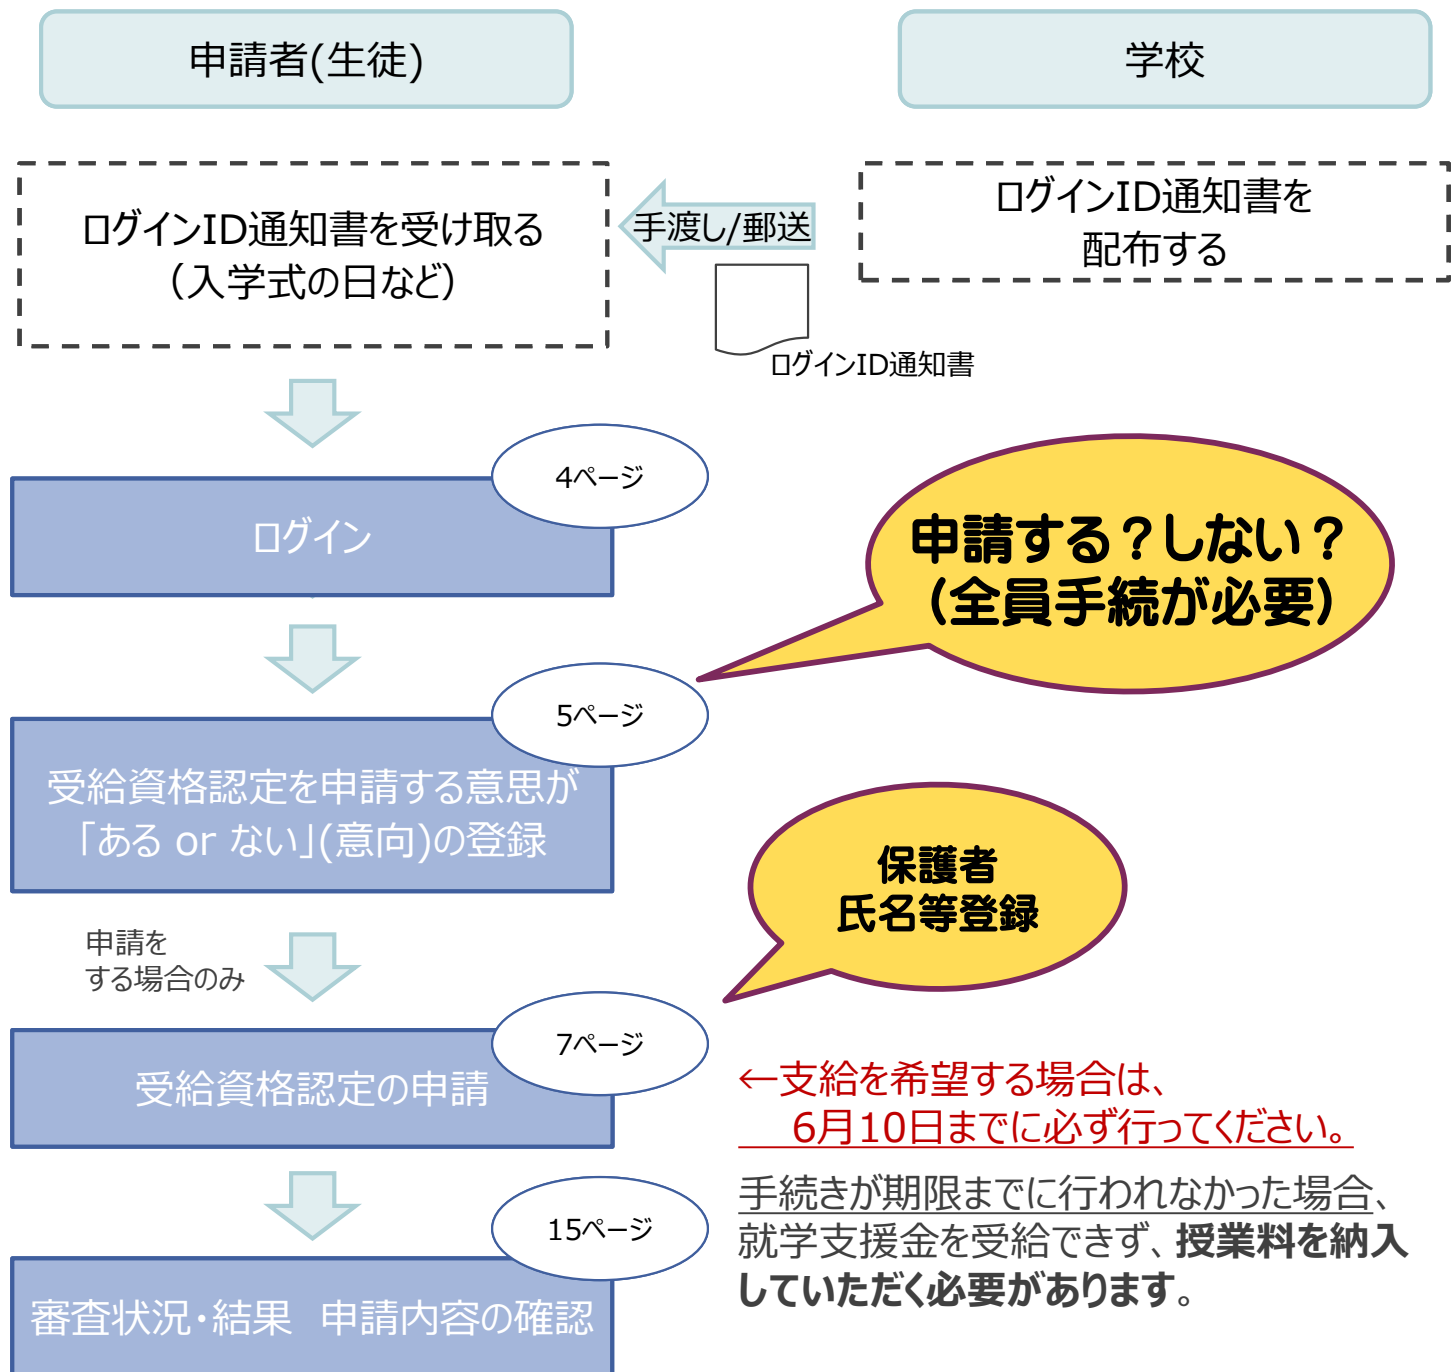 申請者(生徒)
学校
ログインID通知書を受け取る
（入学式の日など）
手渡し/郵送
ログインID通知書を
配布する
ログインID通知書
4ページ
ログイン
申請する？しない？
（全員手続が必要）
5ページ
受給資格認定を申請する意思が
「ある or ない」(意向)の登録
保護者
氏名等登録
申請を
する場合のみ
7ページ
受給資格認定の申請
←支給を希望する場合は、
6月10日までに必ず行ってください。
手続きが期限までに行われなかった場合、
就学支援金を受給できず、授業料を納入
していただく必要があります。
15ページ
審査状況・結果　申請内容の確認